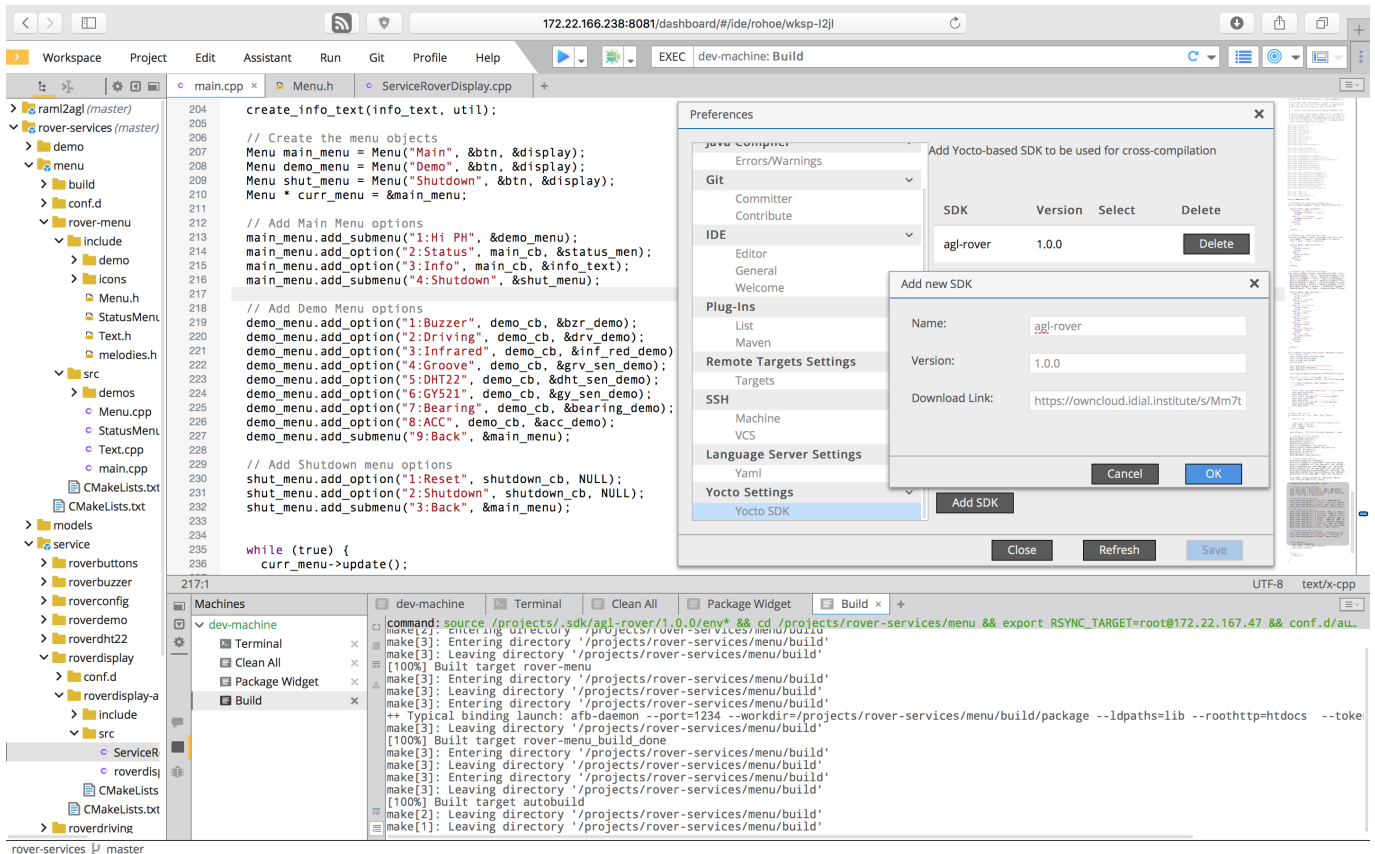 172.22.166.238:8081/dashboard/#/ide/rohoe/wksp-l2jl
Workspace Project Edit Assistant Run Git Profile Help
EXEC dev-machine: Build
main.cpp × Menu.h ServiceRoverDisplay.cpp +
raml2agl (master)
rover-services (master)
demo
menu
build
conf.d
rover-menu
include
demo
icons
Menu.h
StatusMenu
Text.h
melodies.h
src
demos
Menu.cpp
StatusMenu
Text.cpp
main.cpp
CMakeLists.txt
CMakeLists.txt
models
service
roverbuttons
roverbuzzer
roverconfig
roverdemo
roverdht22
roverdisplay
conf.d
roverdisplay-a
include
src
ServiceR
roverdisp
CMakeLists
CMakeLists.txt
roverdriving
204 create_info_text(info_text, util);
205
206 // Create the menu objects
207 Menu main_menu = Menu("Main", &btn, &display);
208 Menu demo_menu = Menu("Demo", &btn, &display);
209 Menu shut_menu = Menu("Shutdown", &btn, &display);
210 Menu * curr_menu = &main_menu;
211
212 // Add Main Menu options
213 main_menu.add_submenu("1:Hi PH", &demo_menu);
214 main_menu.add_option("2:Status", main_cb, &status_men);
215 main_menu.add_option("3:Info", main_cb, &info_text);
216 main_menu.add_submenu("4:Shutdown", &shut_menu);
217
218 // Add Demo Menu options
219 demo_menu.add_option("1:Buzzer", demo_cb, &bzr_demo);
220 demo_menu.add_option("2:Driving", demo_cb, &drv_demo);
221 demo_menu.add_option("3:Infrared", demo_cb, &inf_red_demo)
222 demo_menu.add_option("4:Groove", demo_cb, &grv_sen_demo);
223 demo_menu.add_option("5:DHT22", demo_cb, &dht_sen_demo);
224 demo_menu.add_option("6:GY521", demo_cb, &gy_sen_demo);
225 demo_menu.add_option("7:Bearing", demo_cb, &bearing_demo);
226 demo_menu.add_option("8:ACC", demo_cb, &acc_demo);
227 demo_menu.add_submenu("9:Back", &main_menu);
228
229 // Add Shutdown menu options
230 shut_menu.add_option("1:Reset", shutdown_cb, NULL);
231 shut_menu.add_option("2:Shutdown", shutdown_cb, NULL);
232 shut_menu.add_submenu("3:Back", &main_menu);
233
234
235 while (true) {
236 curr_menu->update();
217:1 UTF-8 text/x-cpp
Preferences
Java Compiler
Errors/Warnings
Git
Committer
Contribute
IDE
Editor
General
Welcome
Plug-Ins
List
Maven
Remote Targets Settings
Targets
SSH
Machine
VCS
Language Server Settings
Yaml
Yocto Settings
Yocto SDK
Add Yocto-based SDK to be used for cross-compilation
SDK Version Select Delete
agl-rover 1.0.0 Delete
Add new SDK
Name: agl-rover
Version: 1.0.0
Download Link: https://owncloud.idial.institute/s/Mm7t
Cancel OK
Add SDK
Close Refresh Save
Machines
dev-machine
Terminal ×
Clean All ×
Package Widget ×
Build ×
dev-machine Terminal Clean All Package Widget Build × +
command: source /projects/.sdk/agl-rover/1.0.0/env* && cd /projects/rover-services/menu && export RSYNC_TARGET=root@172.22.167.47 && conf.d/au…
make[2]: Entering directory '/projects/rover-services/menu/build'
make[3]: Entering directory '/projects/rover-services/menu/build'
make[3]: Leaving directory '/projects/rover-services/menu/build'
[100%] Built target rover-menu
make[3]: Entering directory '/projects/rover-services/menu/build'
make[3]: Leaving directory '/projects/rover-services/menu/build'
make[3]: Entering directory '/projects/rover-services/menu/build'
++ Typical binding launch: afb-daemon --port=1234 --workdir=/projects/rover-services/menu/build/package --ldpaths=lib --roothttp=htdocs --toke
make[3]: Leaving directory '/projects/rover-services/menu/build'
[100%] Built target rover-menu_build_done
make[3]: Entering directory '/projects/rover-services/menu/build'
make[3]: Leaving directory '/projects/rover-services/menu/build'
make[3]: Entering directory '/projects/rover-services/menu/build'
make[3]: Leaving directory '/projects/rover-services/menu/build'
[100%] Built target autobuild
make[2]: Leaving directory '/projects/rover-services/menu/build'
make[1]: Leaving directory '/projects/rover-services/menu/build'
rover-services master